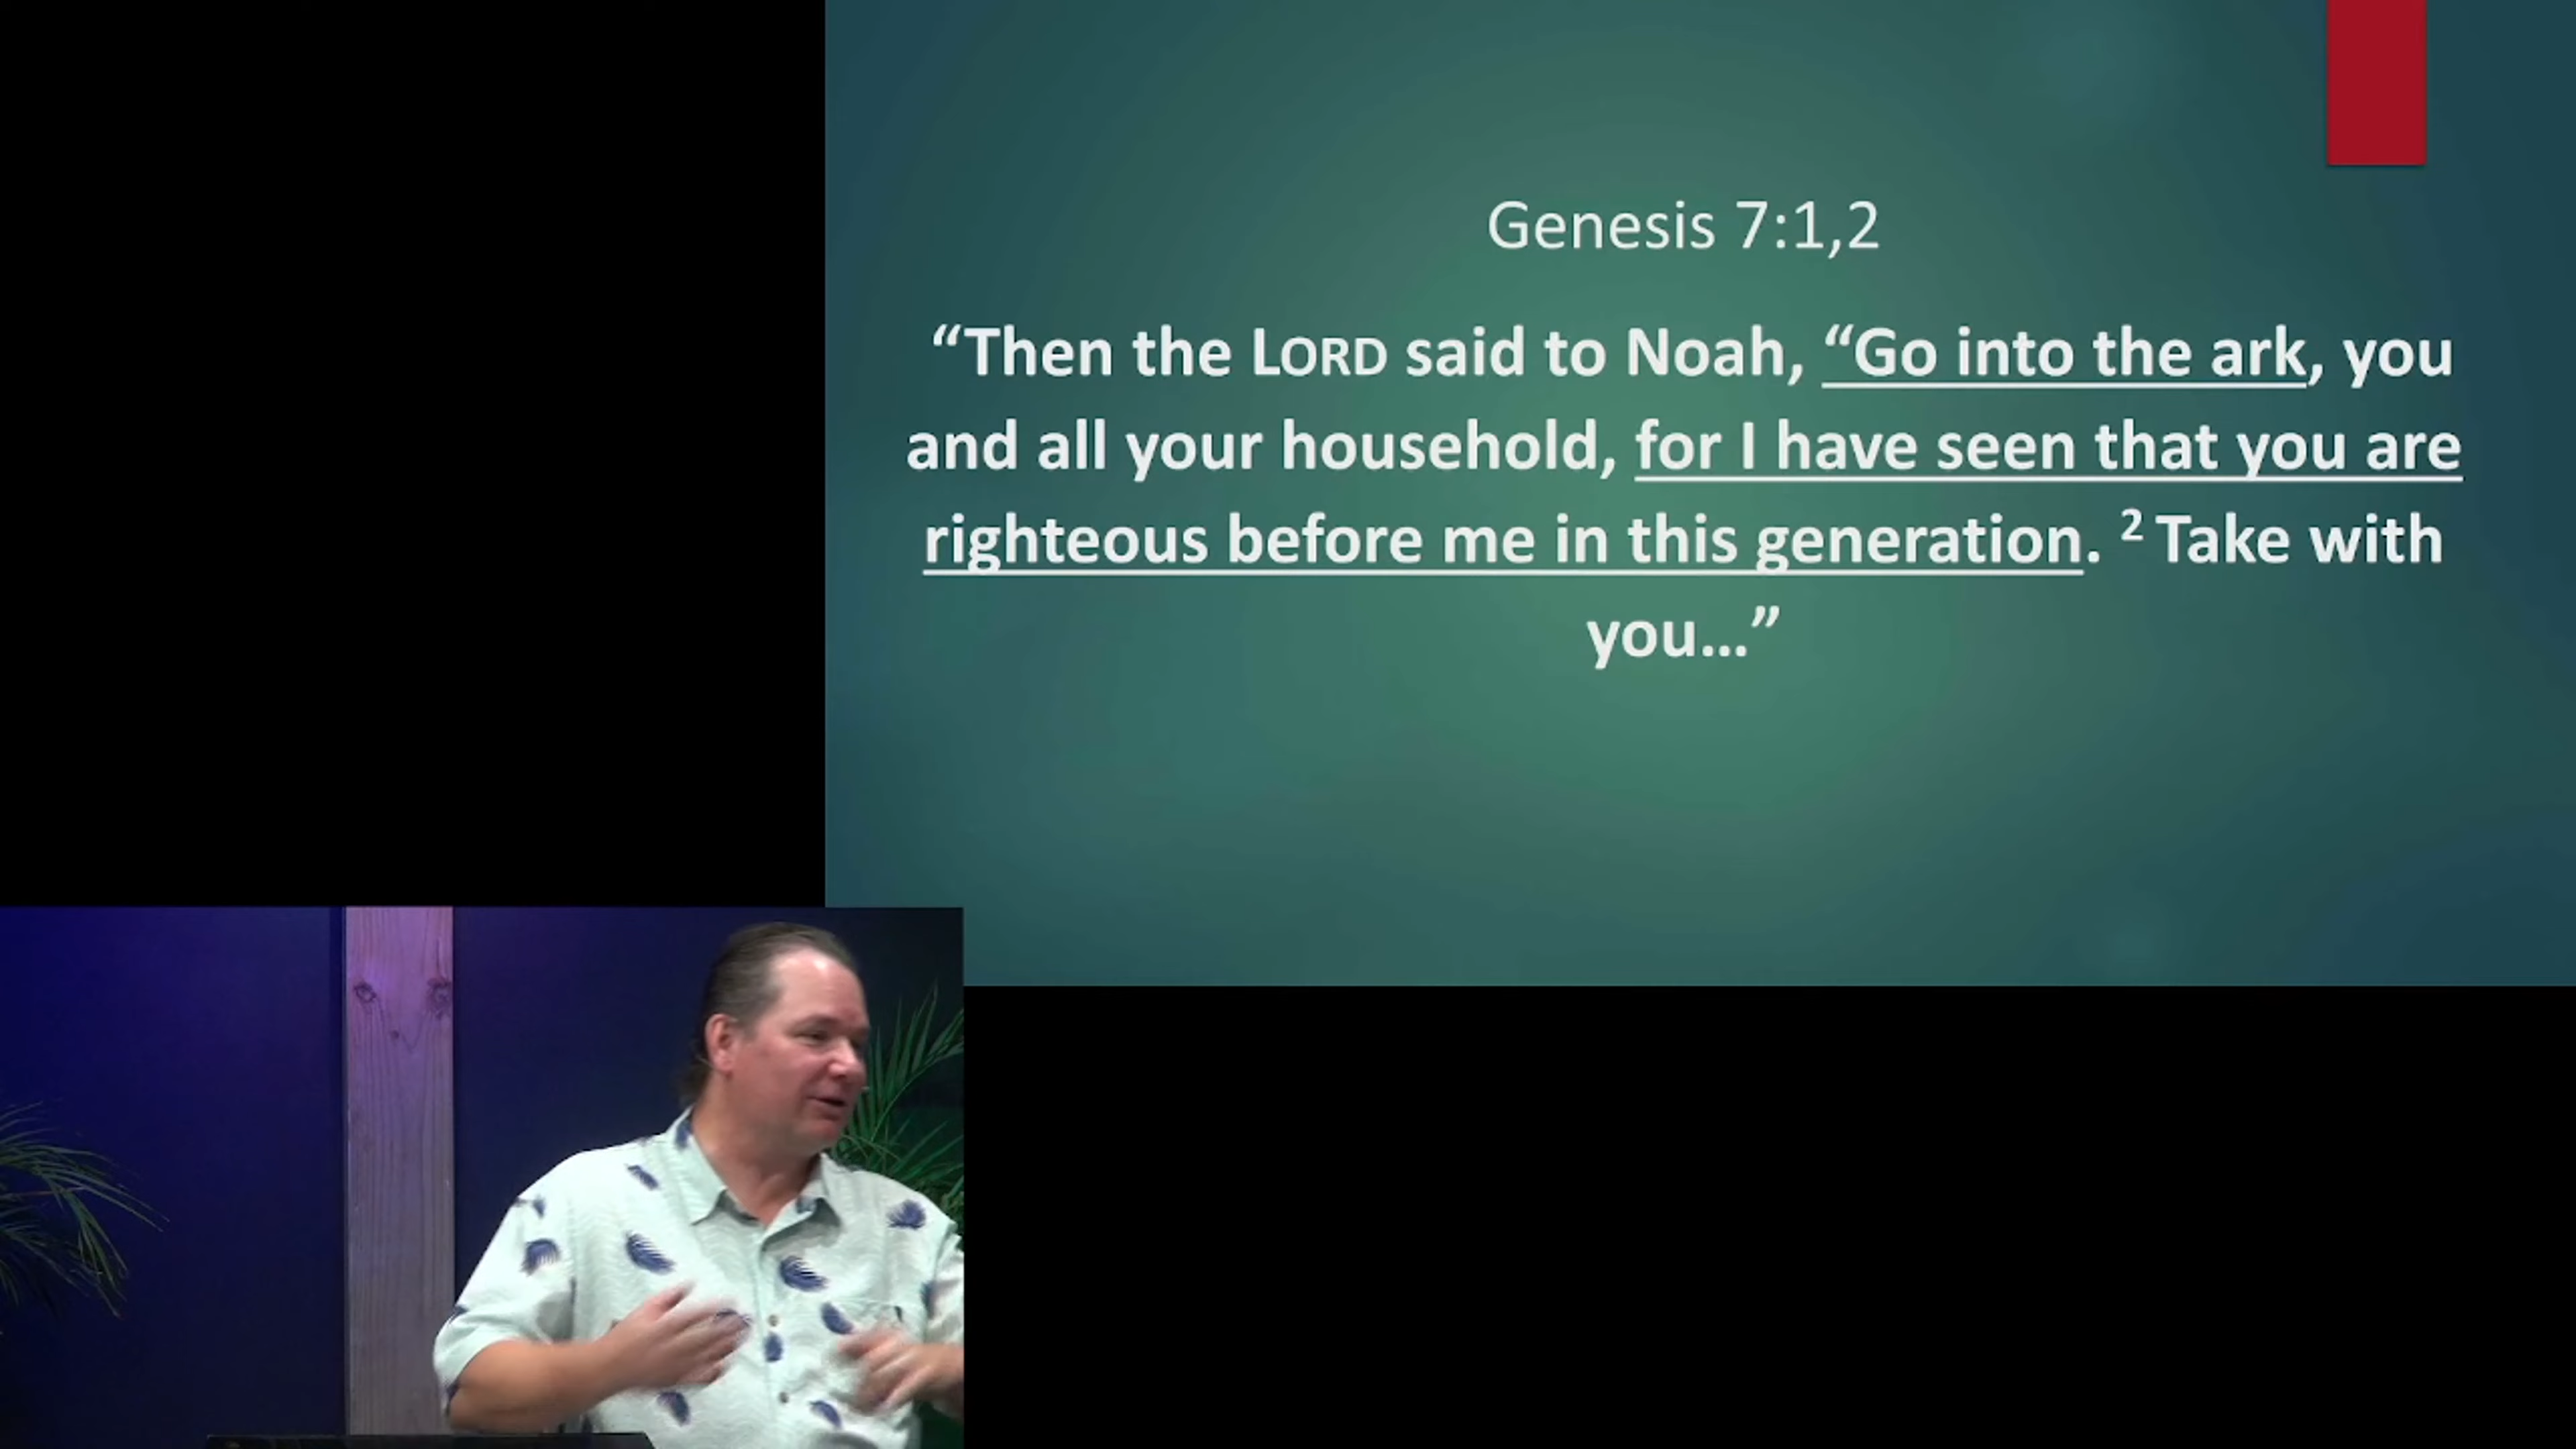 Genesis 7:1,2
“Then the LORD said to Noah, “Go into the ark, you
and all your household, for I have seen that you are
righteous before me in this generation. ² Take with
you…”